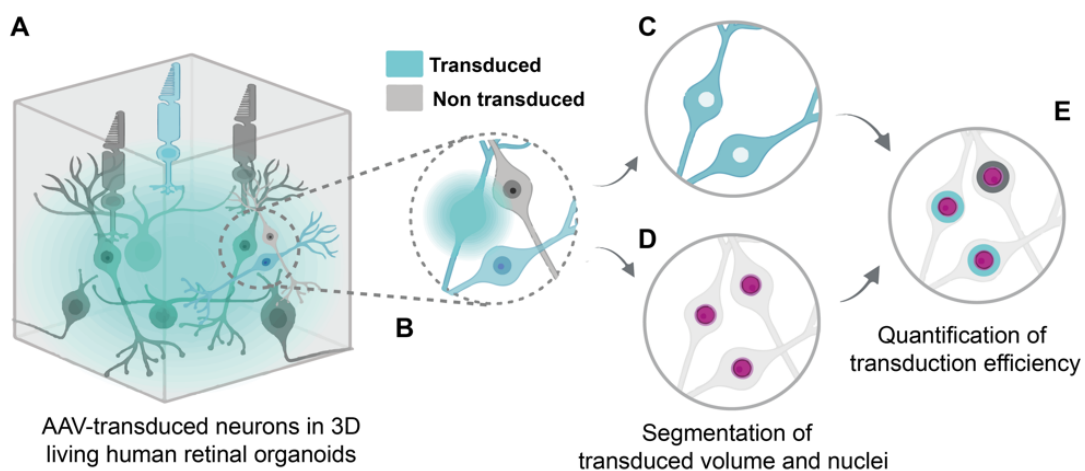 A
Transduced
Non transduced
B
C
D
E
AAV-transduced neurons in 3D
living human retinal organoids
Segmentation of
transduced volume and nuclei
Quantification of
transduction efficiency